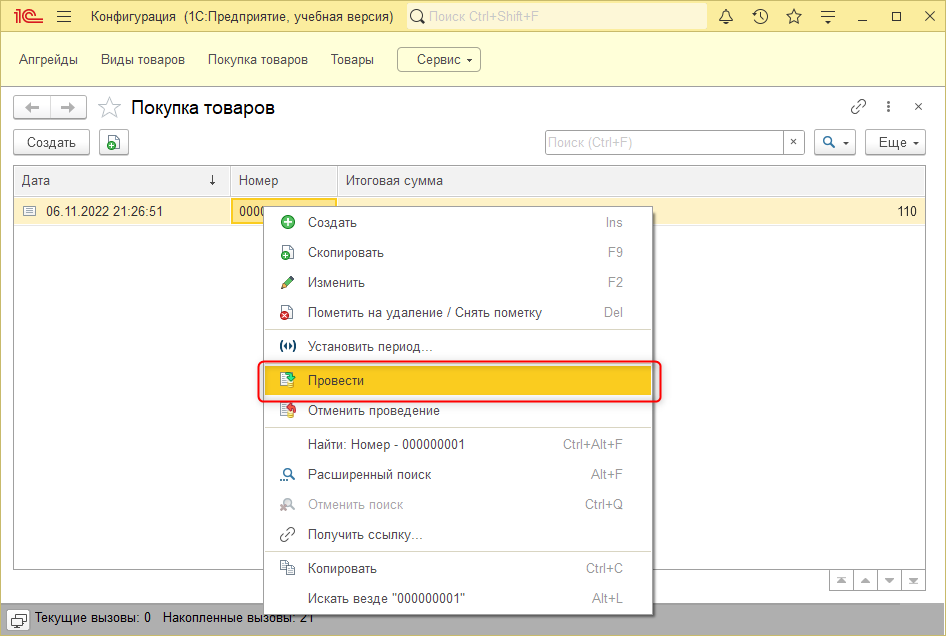 1С Конфигурация (1С:Предприятие, учебная версия) Поиск Ctrl+Shift+F
Апгрейды Виды товаров Покупка товаров Товары Сервис
Покупка товаров
Создать Поиск (Ctrl+F) × Еще
Дата ↓ Номер Итоговая сумма
06.11.2022 21:26:51 0000 110
Создать Ins
Скопировать F9
Изменить F2
Пометить на удаление / Снять пометку Del
Установить период...
Провести
Отменить проведение
Найти: Номер - 000000001 Ctrl+Alt+F
Расширенный поиск Alt+F
Отменить поиск Ctrl+Q
Получить ссылку...
Копировать Ctrl+C
Искать везде "000000001" Alt+L
Текущие вызовы: 0 Накопленные вызовы: 21